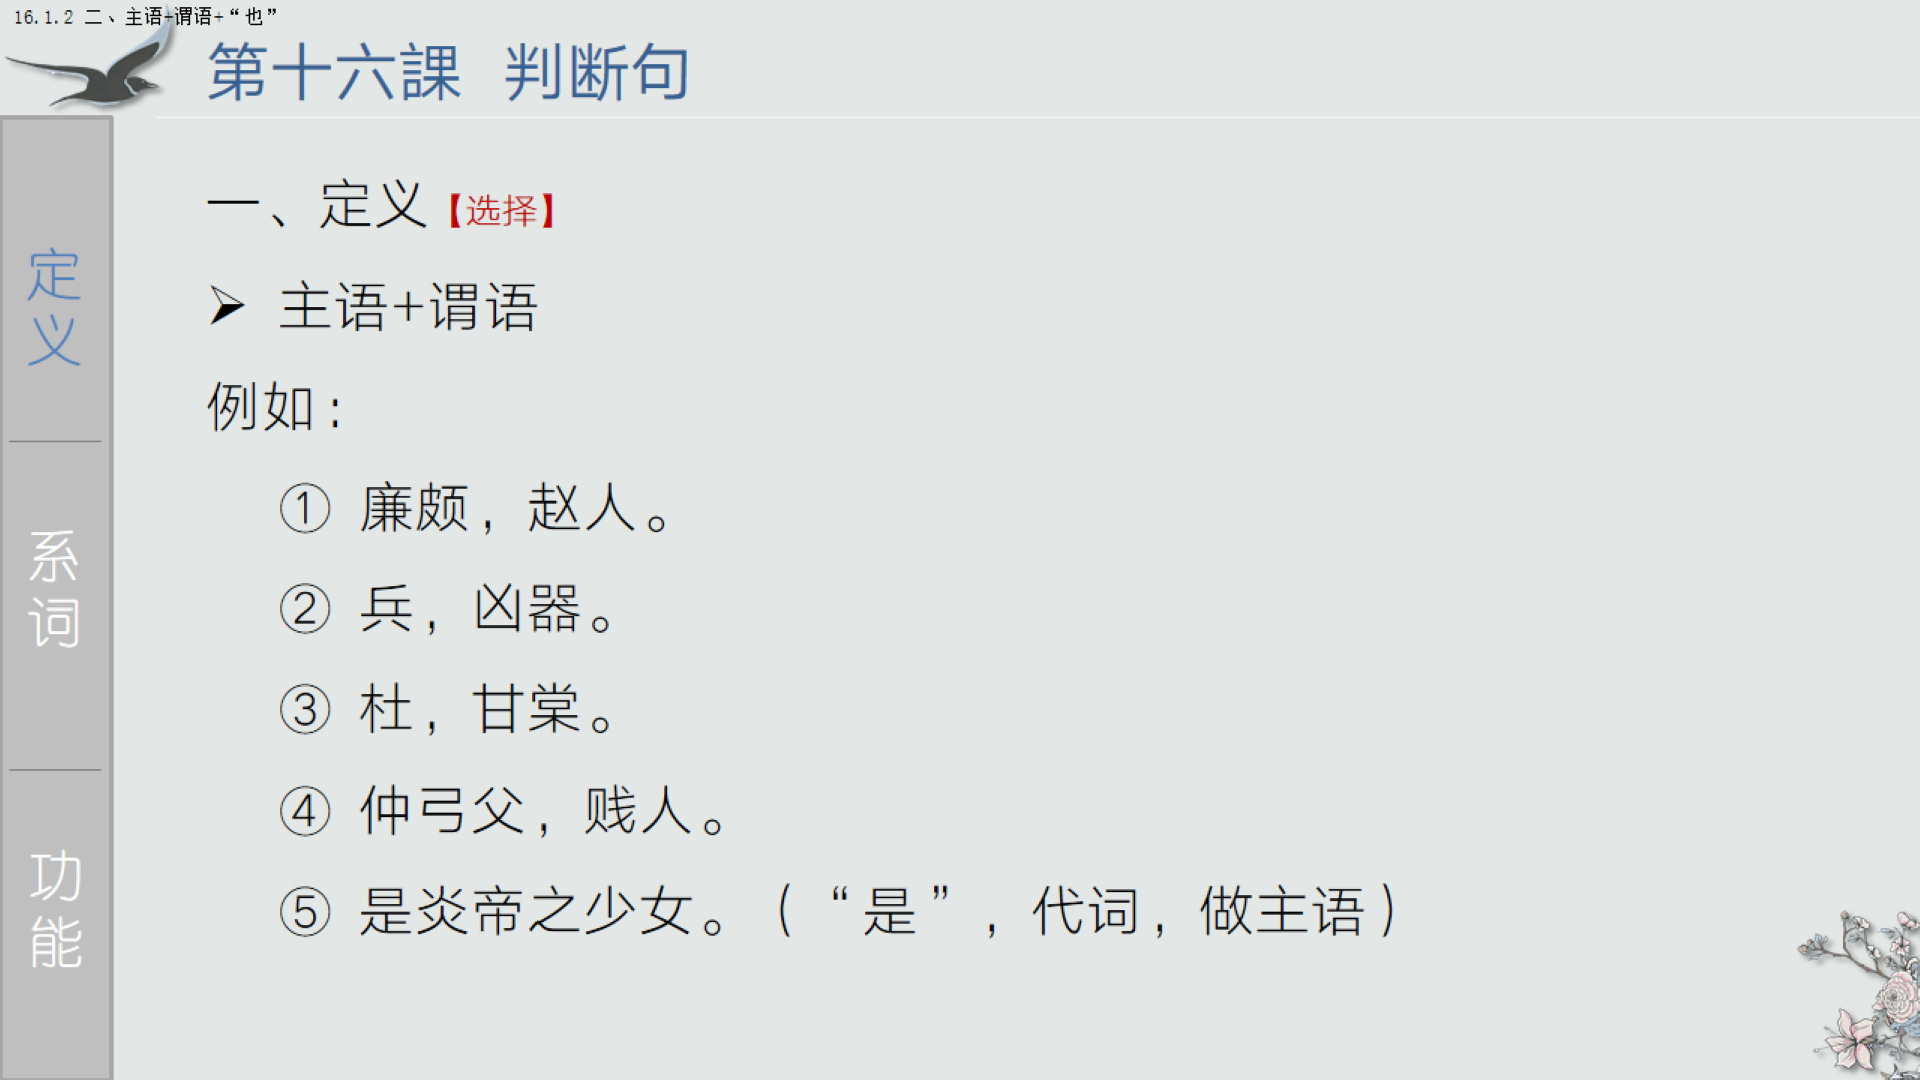 16.1.2 二、主语+谓语+“也”
第十六課 判断句
定义
系词
功能
一、定义【选择】
➢ 主语+谓语
例如：
① 廉颇，赵人。
② 兵，凶器。
③ 杜，甘棠。
④ 仲弓父，贱人。
⑤ 是炎帝之少女。（“是”，代词，做主语）